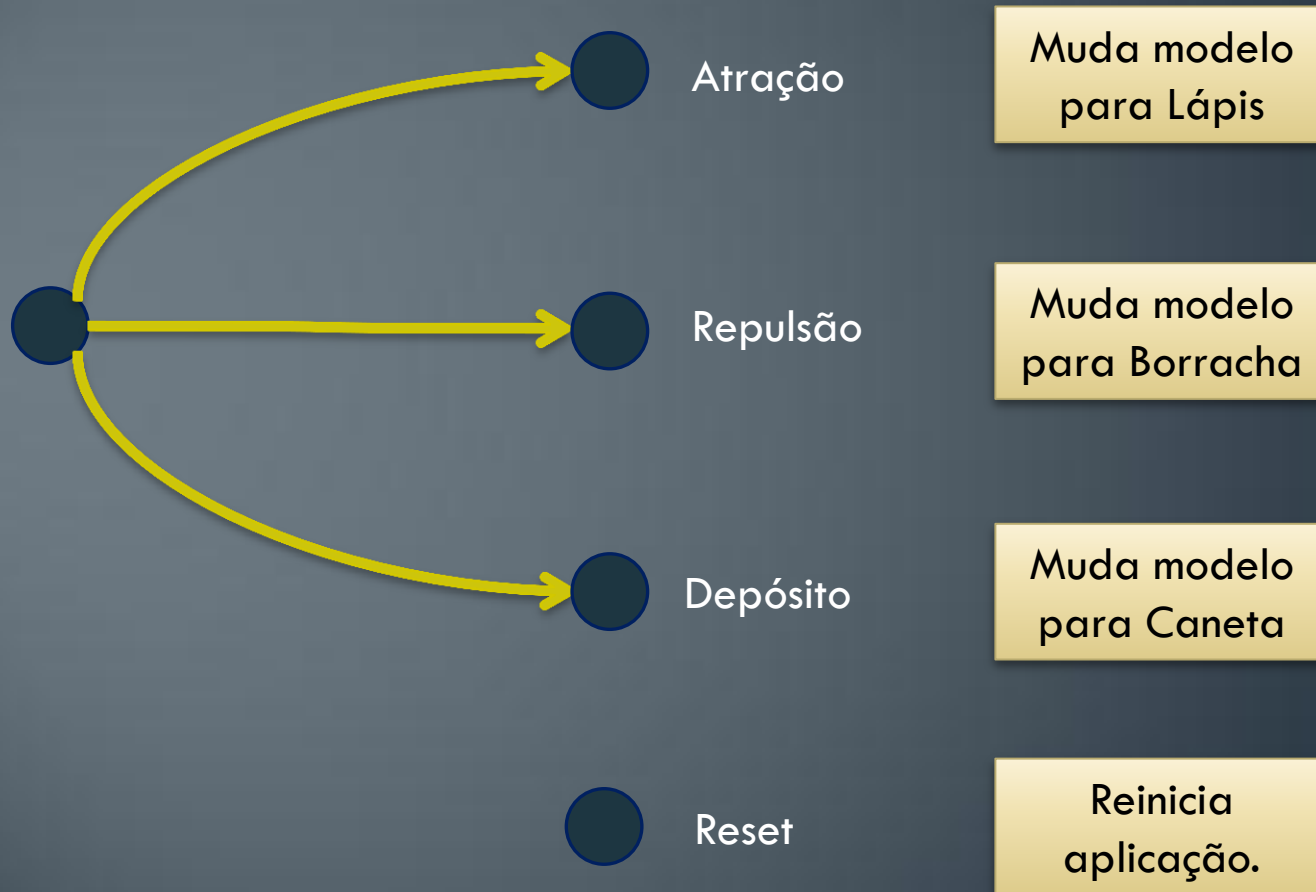 Atração
Muda modelo
para Lápis
Repulsão
Muda modelo
para Borracha
Depósito
Muda modelo
para Caneta
Reset
Reinicia
aplicação.